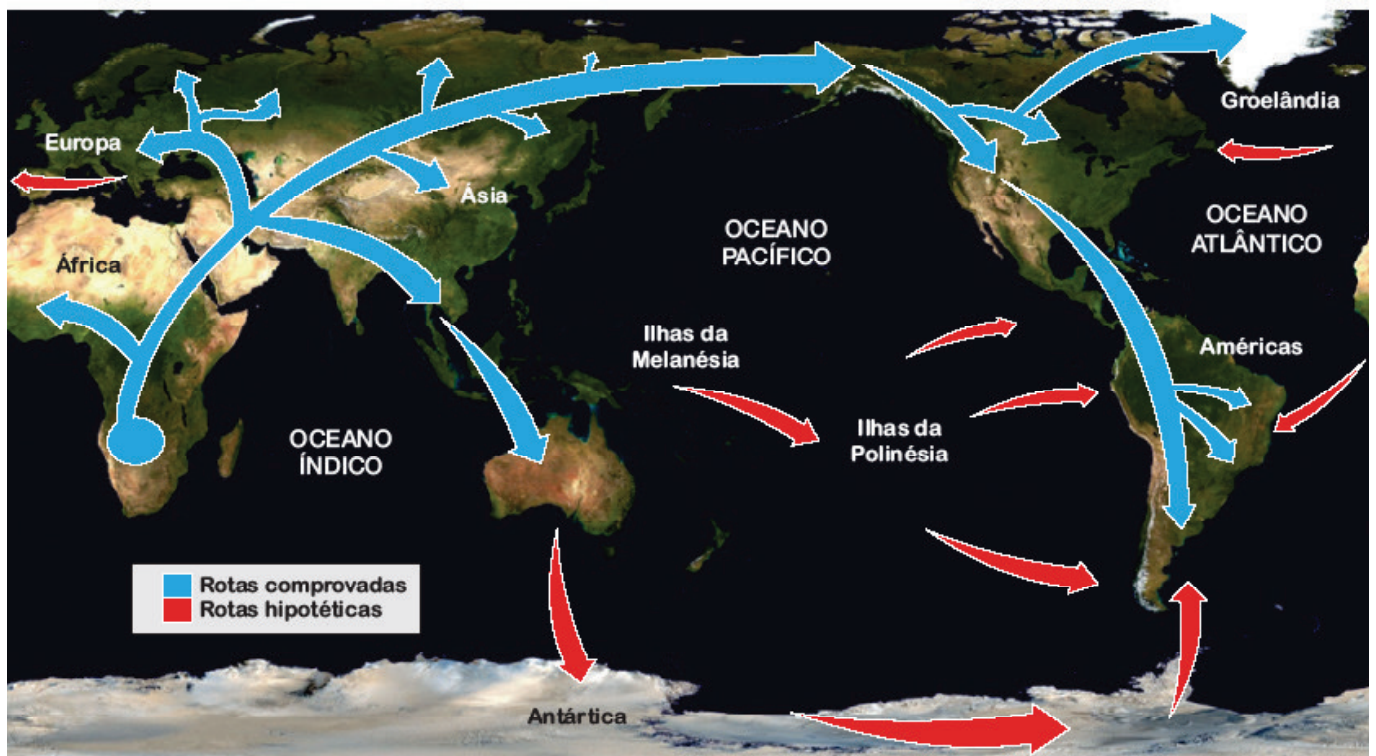 Groelândia
Europa
Ásia
OCEANO
PACÍFICO
OCEANO
ATLÂNTICO
África
Ilhas da
Melanésia
Américas
OCEANO
ÍNDICO
Ilhas da
Polinésia
Rotas comprovadas
Rotas hipotéticas
Antártica